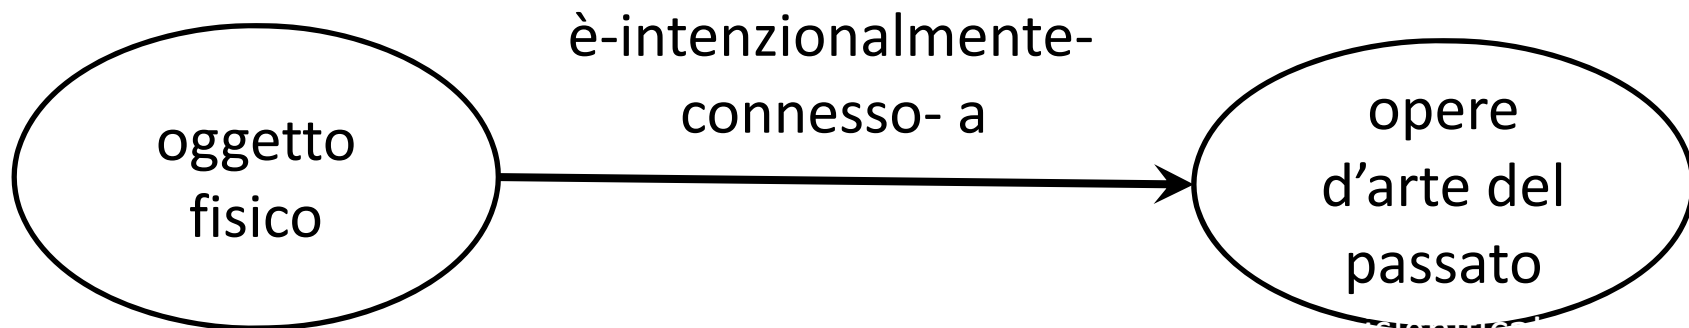 è-intenzionalmente-
connesso- a
oggetto
fisico
opere
d’arte del
passato